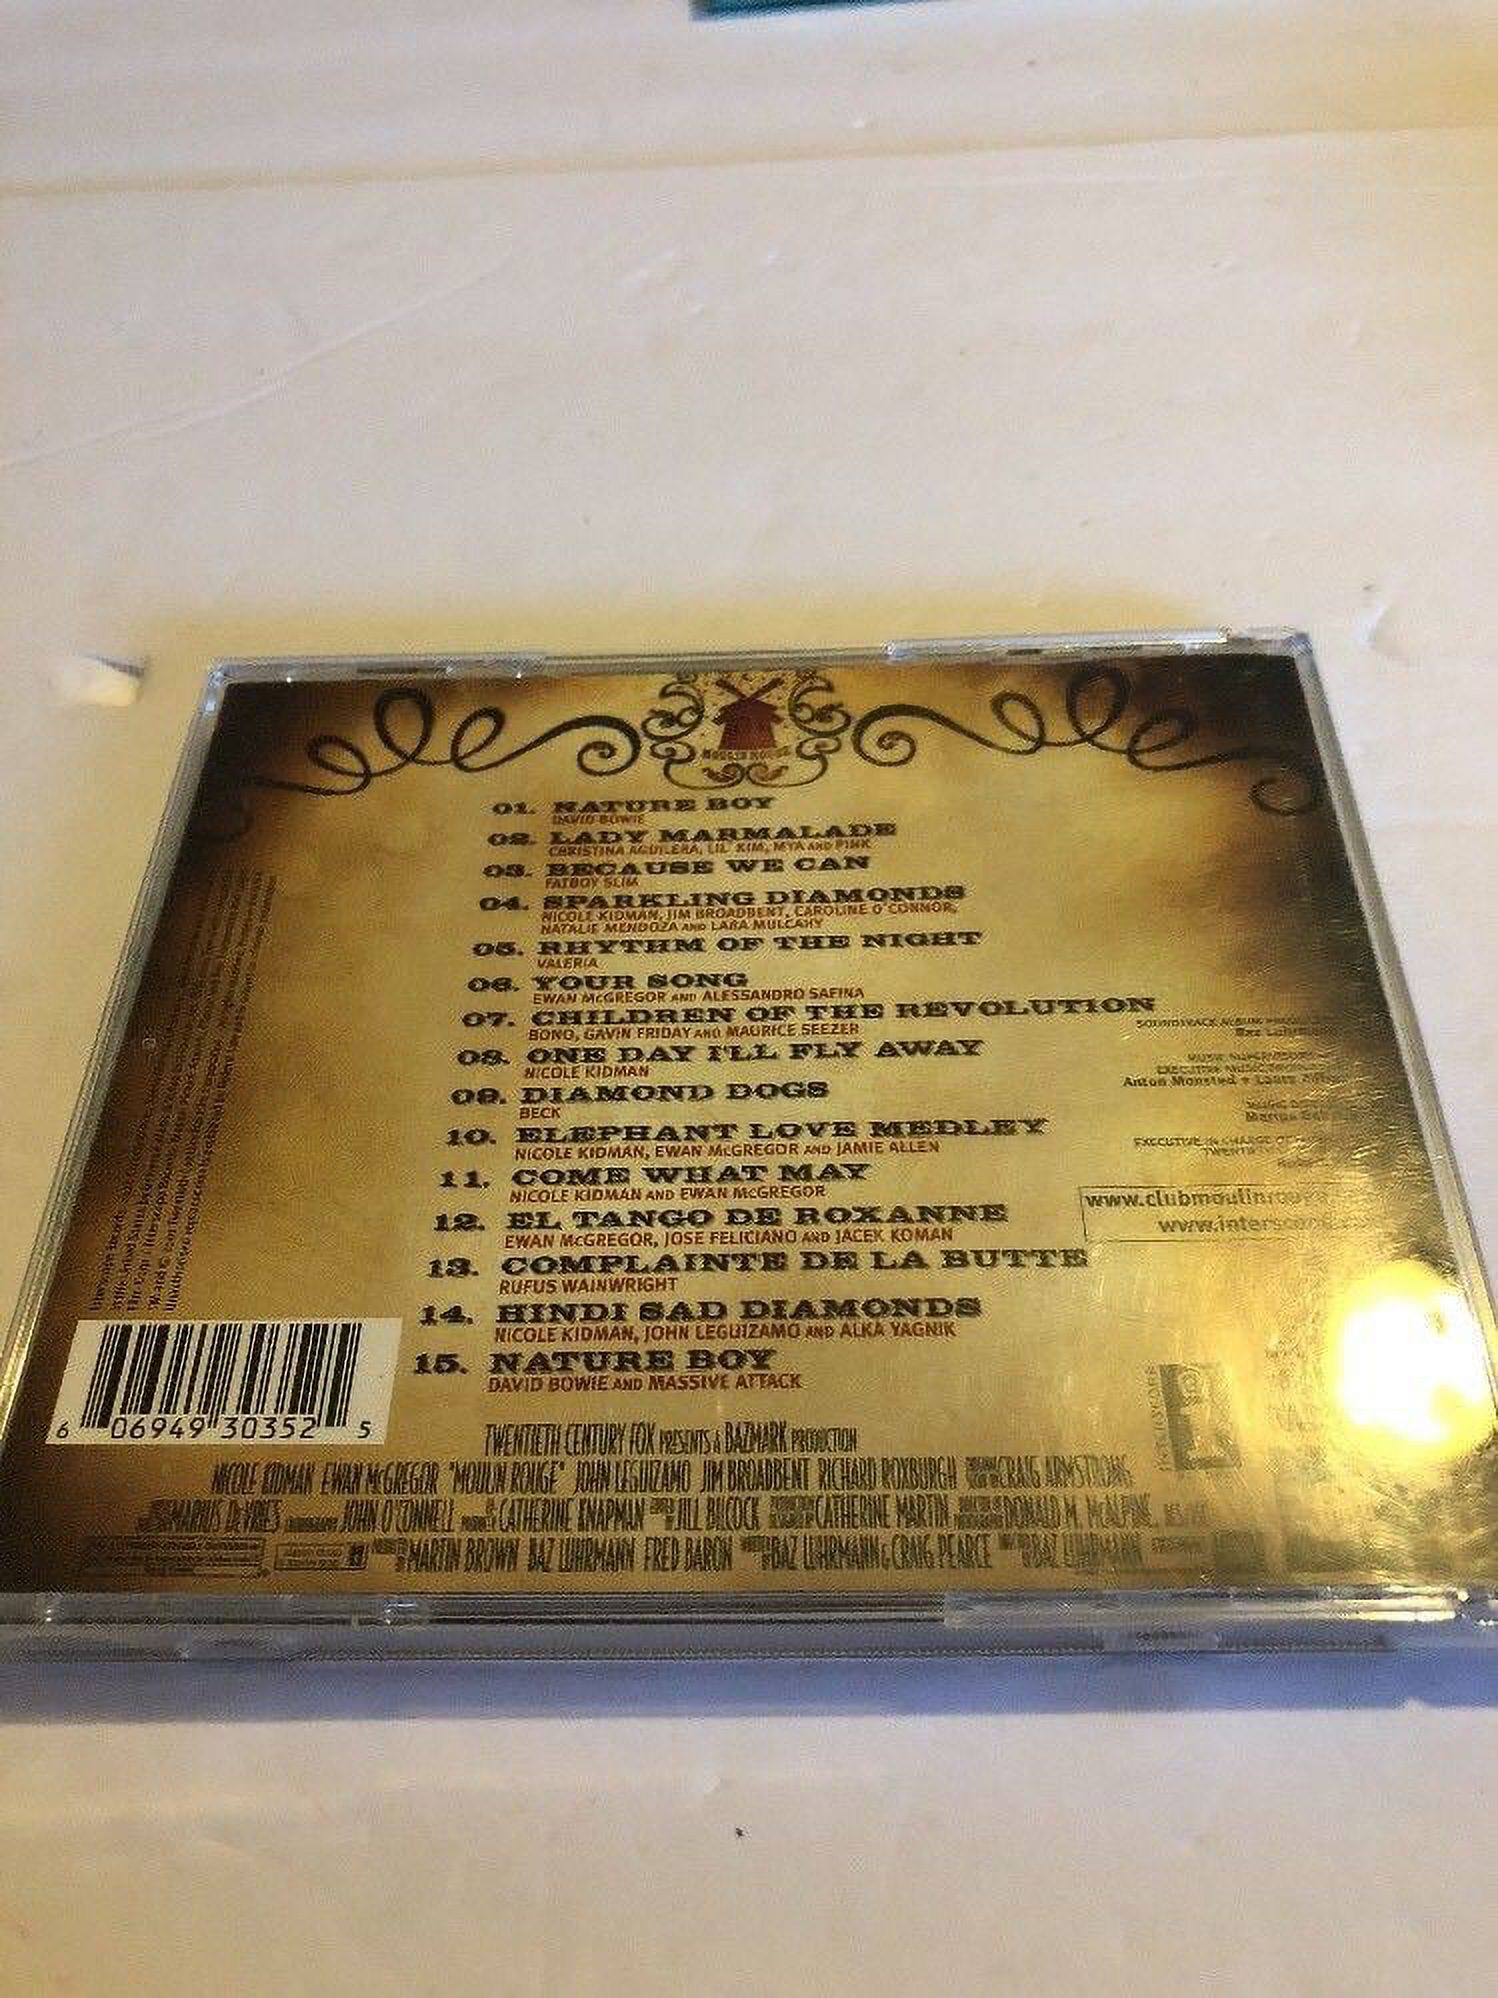 MOULIN ROUGE
01. NATURE BOY
DAVID BOWIE
02. LADY MARMALADE
CHRISTINA AGUILERA, LIL' KIM, MYA AND PINK
03. BECAUSE WE CAN
FATBOY SLIM
04. SPARKLING DIAMONDS
NICOLE KIDMAN, JIM BROADBENT, CAROLINE O'CONNOR,
NATALIE MENDOZA AND LARA MULCAHY
05. RHYTHM OF THE NIGHT
VALERIA
06. YOUR SONG
EWAN McGREGOR AND ALESSANDRO SAFINA
07. CHILDREN OF THE REVOLUTION
BONO, GAVIN FRIDAY AND MAURICE SEEZER
08. ONE DAY I'LL FLY AWAY
NICOLE KIDMAN
09. DIAMOND DOGS
BECK
10. ELEPHANT LOVE MEDLEY
NICOLE KIDMAN, EWAN McGREGOR AND JAMIE ALLEN
11. COME WHAT MAY
NICOLE KIDMAN AND EWAN McGREGOR
12. EL TANGO DE ROXANNE
EWAN McGREGOR, JOSE FELICIANO AND JACEK KOMAN
13. COMPLAINTE DE LA BUTTE
RUFUS WAINWRIGHT
14. HINDI SAD DIAMONDS
NICOLE KIDMAN, JOHN LEGUIZAMO AND ALKA YAGNIK
15. NATURE BOY
DAVID BOWIE AND MASSIVE ATTACK
SOUNDTRACK ALBUM
Anton Monsted
EXECUTIVE IN CHARGE OF
6 06949 30352 5
TWENTIETH CENTURY FOX PRESENTS A BAZMARK PRODUCTION
NICOLE KIDMAN EWAN McGREGOR "MOULIN ROUGE" JOHN LEGUIZAMO JIM BROADBENT RICHARD ROXBURGH CRAIG ARMSTRONG
MARIUS DeVRIES JOHN O'CONNELL CATHERINE KNAPMAN JILL BILCOCK CATHERINE MARTIN DONALD M. McALPINE
MARTIN BROWN BAZ LUHRMANN FRED BARON BAZ LUHRMANN & CRAIG PEARCE BAZ LUHRMANN